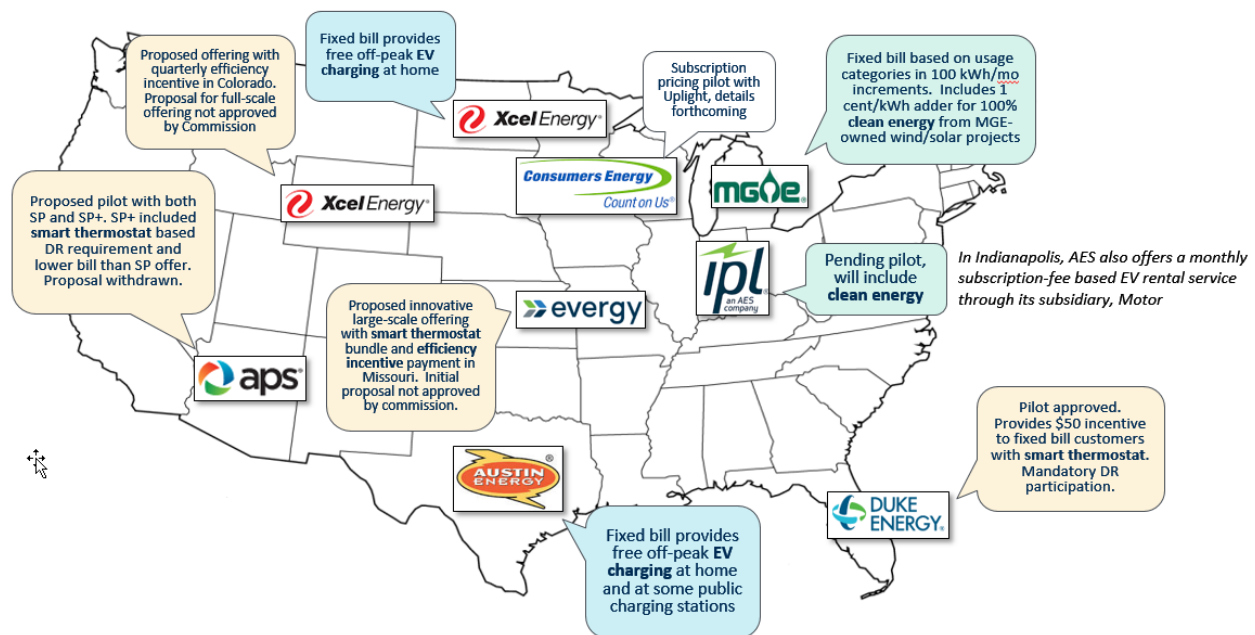 Proposed offering with
quarterly efficiency
incentive in Colorado.
Proposal for full-scale
offering not approved
by Commission
Fixed bill provides
free off-peak EV
charging at home
Subscription
pricing pilot with
Uplight, details
forthcoming
Fixed bill based on usage
categories in 100 kWh/mo
increments. Includes 1
cent/kWh adder for 100%
clean energy from MGE-
owned wind/solar projects
Xcel Energy®
Consumers Energy
Count on Us®
mge®
Xcel Energy®
Proposed pilot with both
SP and SP+. SP+ included
smart thermostat based
DR requirement and
lower bill than SP offer.
Proposal withdrawn.
ipl®
an AES
company
Pending pilot,
will include
clean energy
In Indianapolis, AES also offers a monthly
subscription-fee based EV rental service
through its subsidiary, Motor
Proposed innovative
large-scale offering
with smart thermostat
bundle and efficiency
incentive payment in
Missouri. Initial
proposal not approved
by commission.
evergy
aps®
Pilot approved.
Provides $50 incentive
to fixed bill customers
with smart thermostat.
Mandatory DR
participation.
AUSTIN
ENERGY
®
DUKE
ENERGY®
Fixed bill provides
free off-peak EV
charging at home
and at some public
charging stations